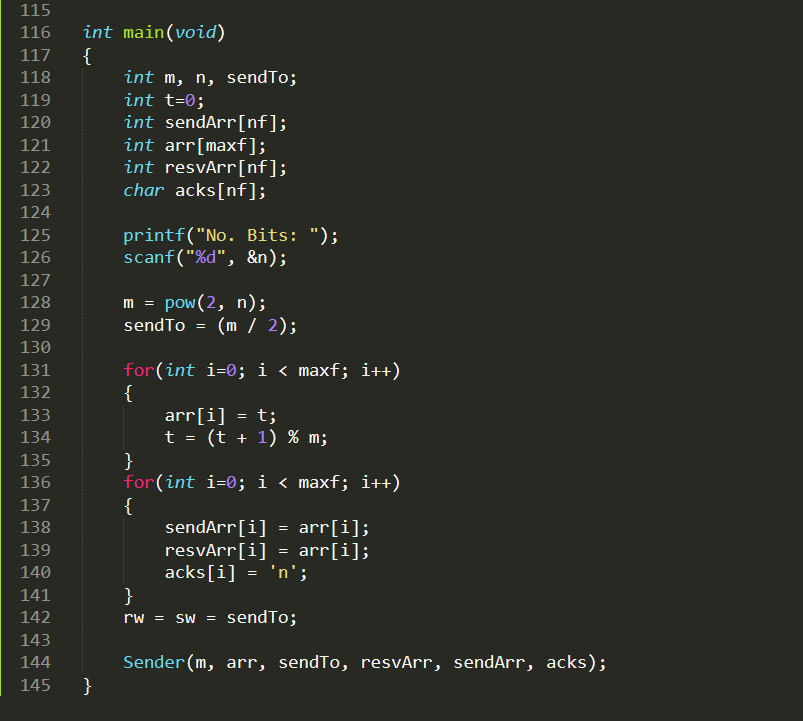 115
116 int main(void)
117 {
118 int m, n, sendTo;
119 int t=0;
120 int sendArr[nf];
121 int arr[maxf];
122 int resvArr[nf];
123 char acks[nf];
124
125 printf("No. Bits: ");
126 scanf("%d", &n);
127
128 m = pow(2, n);
129 sendTo = (m / 2);
130
131 for(int i=0; i < maxf; i++)
132 {
133 arr[i] = t;
134 t = (t + 1) % m;
135 }
136 for(int i=0; i < maxf; i++)
137 {
138 sendArr[i] = arr[i];
139 resvArr[i] = arr[i];
140 acks[i] = 'n';
141 }
142 rw = sw = sendTo;
143
144 Sender(m, arr, sendTo, resvArr, sendArr, acks);
145 }